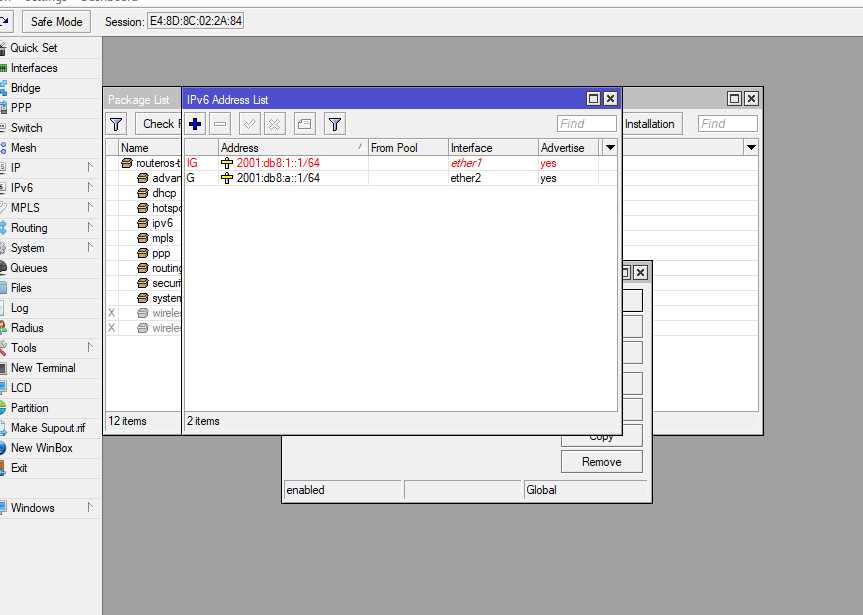 Safe Mode Session: E4:8D:8C:02:2A:84
Quick Set
Interfaces
Bridge
PPP
Switch
Mesh
IP
IPv6
MPLS
Routing
System
Queues
Files
Log
Radius
Tools
New Terminal
LCD
Partition
Make Supout.rif
New WinBox
Exit
Windows
Package List
Check
Installation Find
Name
routeros-t
advan
dhcp
hotspo
ipv6
mpls
ppp
routing
securi
system
X wireles
X wireles
12 items
IPv6 Address List
Find
Address From Pool Interface Advertise
IG 2001:db8:1::1/64 ether1 yes
G 2001:db8:a::1/64 ether2 yes
2 items
Copy
Remove
enabled Global